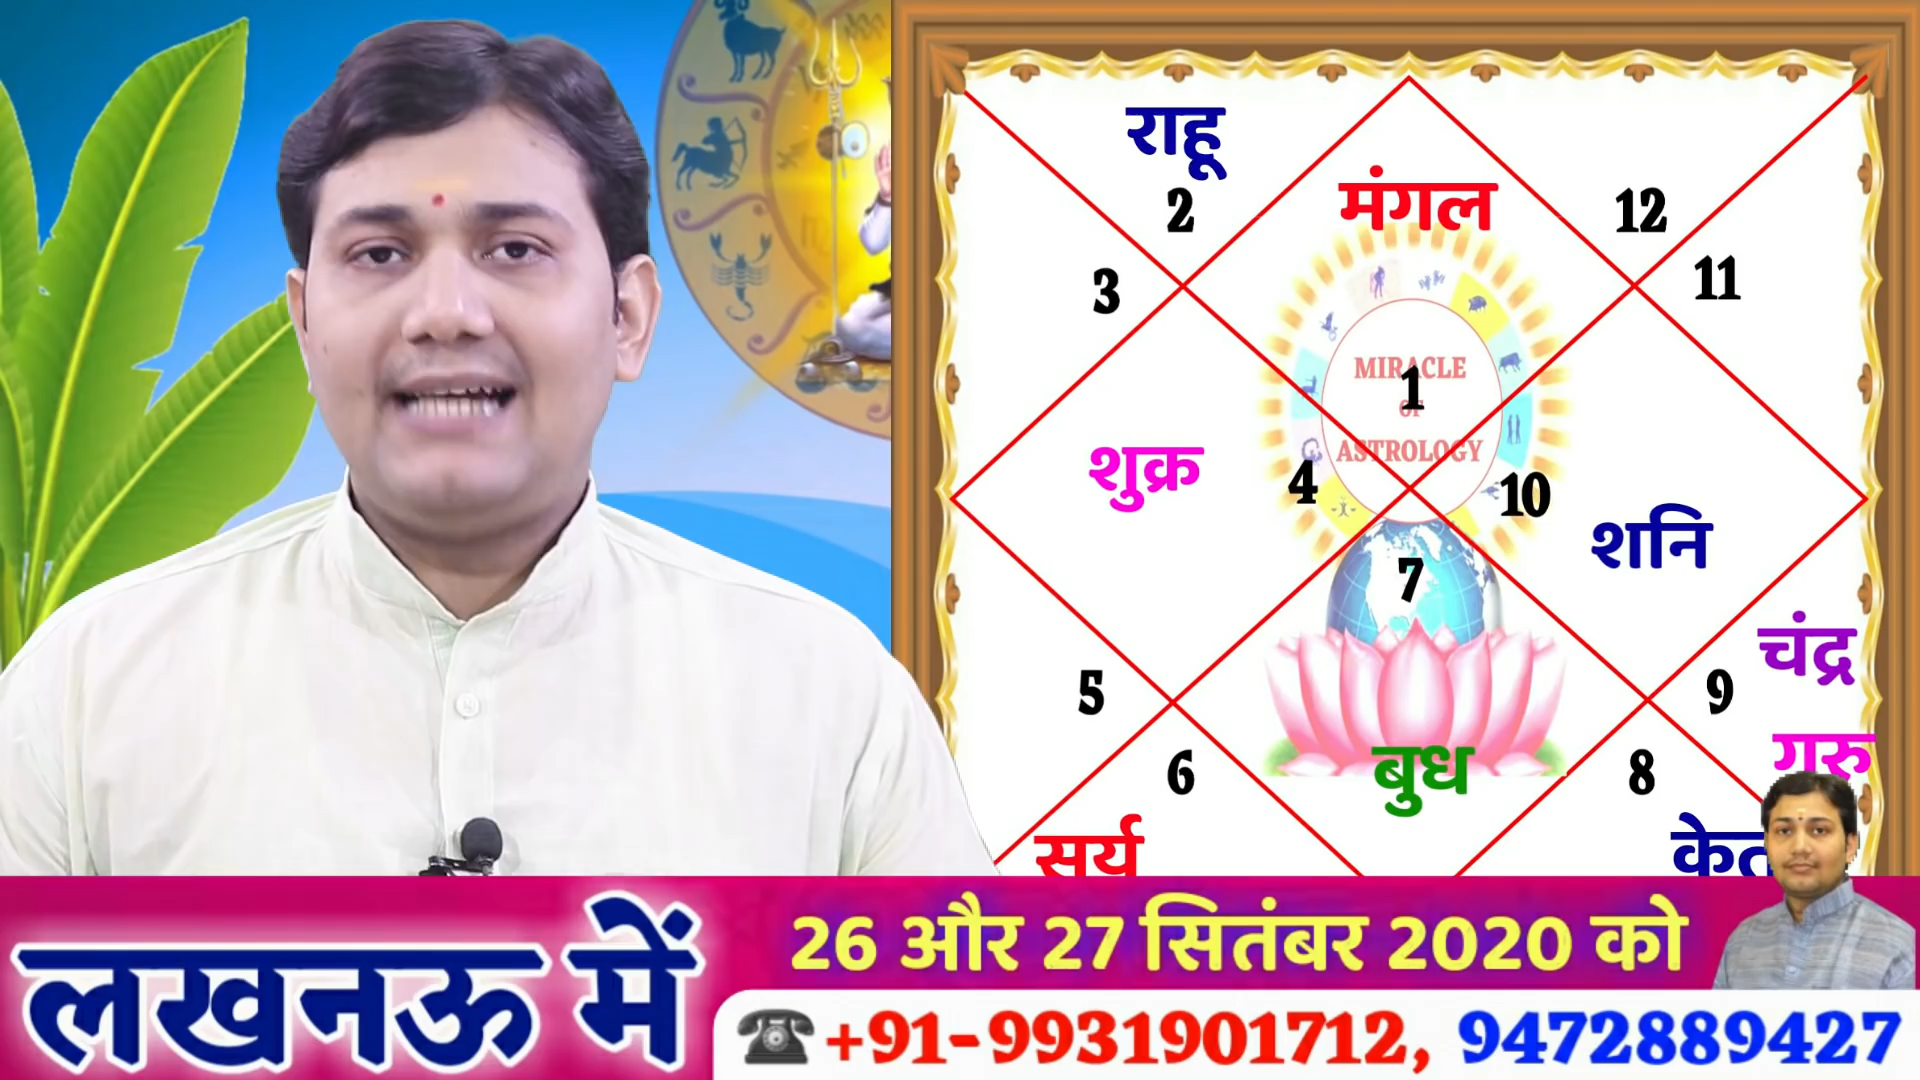 राहू
मंगल
2
12
3
11
MIRACLE
OF
ASTROLOGY
1
शुक्र
4
10
शनि
7
चंद्र
5
9
गुरु
बुध
6
8
सूर्य
लखनऊ में
26 और 27 सितंबर 2020 को
+91-9931901712, 9472889427